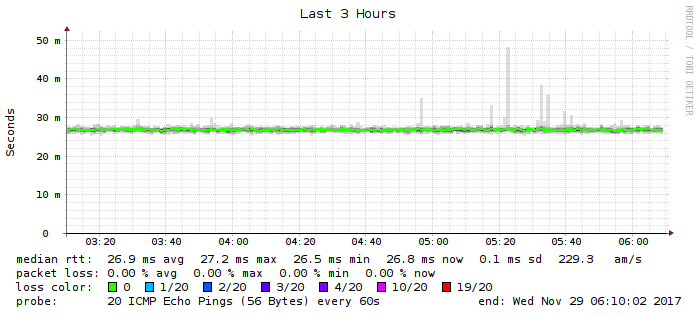 Last 3 Hours
RRDTOOL / TOBI OETIKER
Seconds
50 m
40 m
30 m
20 m
10 m
0
03:20 03:40 04:00 04:20 04:40 05:00 05:20 05:40 06:00
median rtt: 26.9 ms avg 27.2 ms max 26.5 ms min 26.8 ms now 0.1 ms sd 229.3 am/s
packet loss: 0.00 % avg 0.00 % max 0.00 % min 0.00 % now
loss color: 0 1/20 2/20 3/20 4/20 10/20 19/20
probe: 20 ICMP Echo Pings (56 Bytes) every 60s end: Wed Nov 29 06:10:02 2017